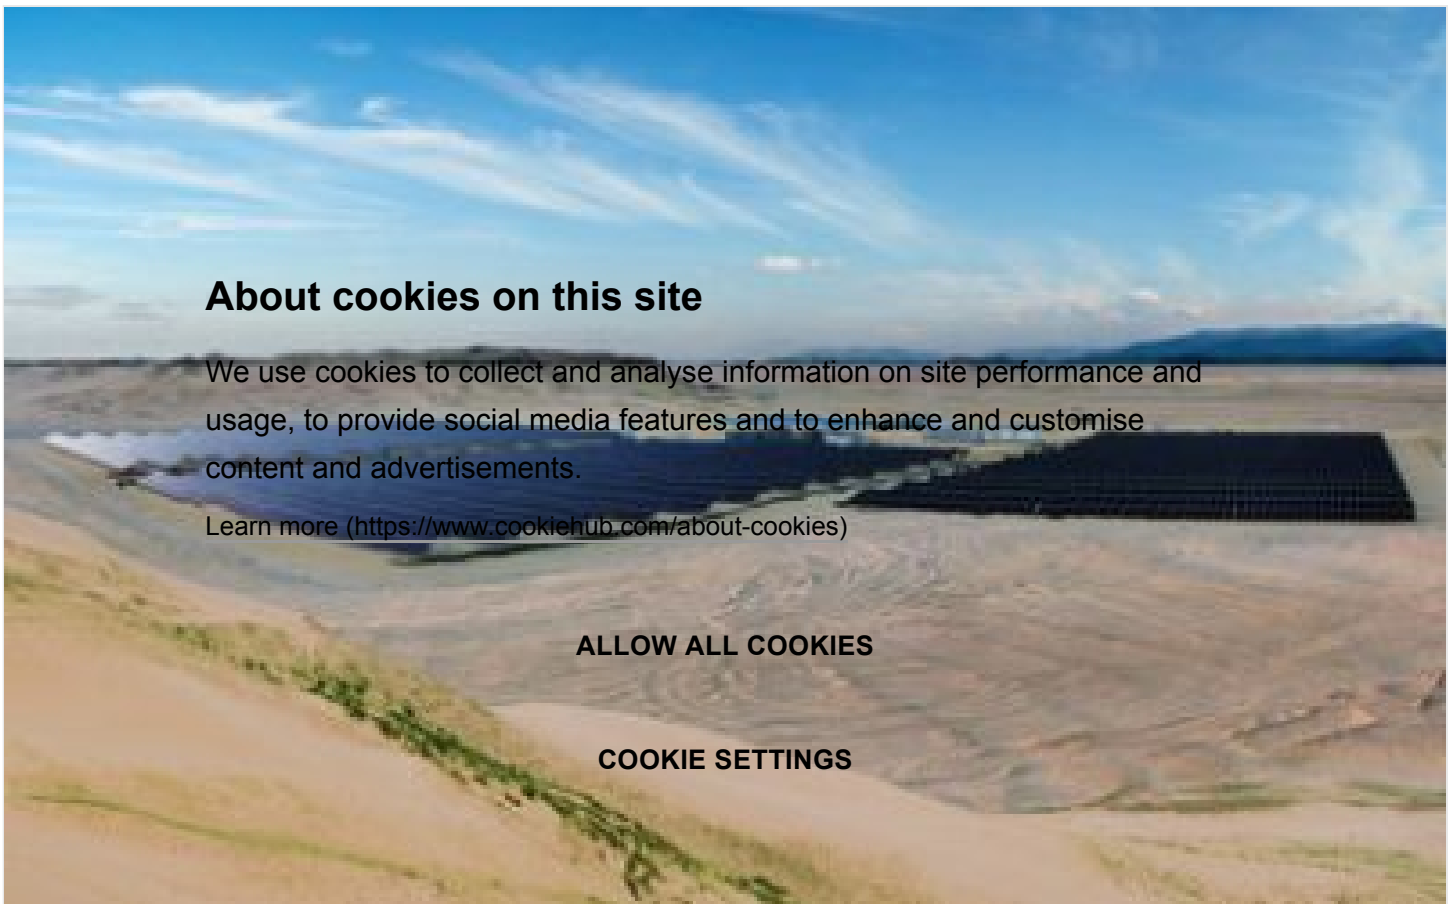 About cookies on this site
We use cookies to collect and analyse information on site performance and
usage, to provide social media features and to enhance and customise
content and advertisements.
Learn more (https://www.cookiehub.com/about-cookies)
ALLOW ALL COOKIES
COOKIE SETTINGS